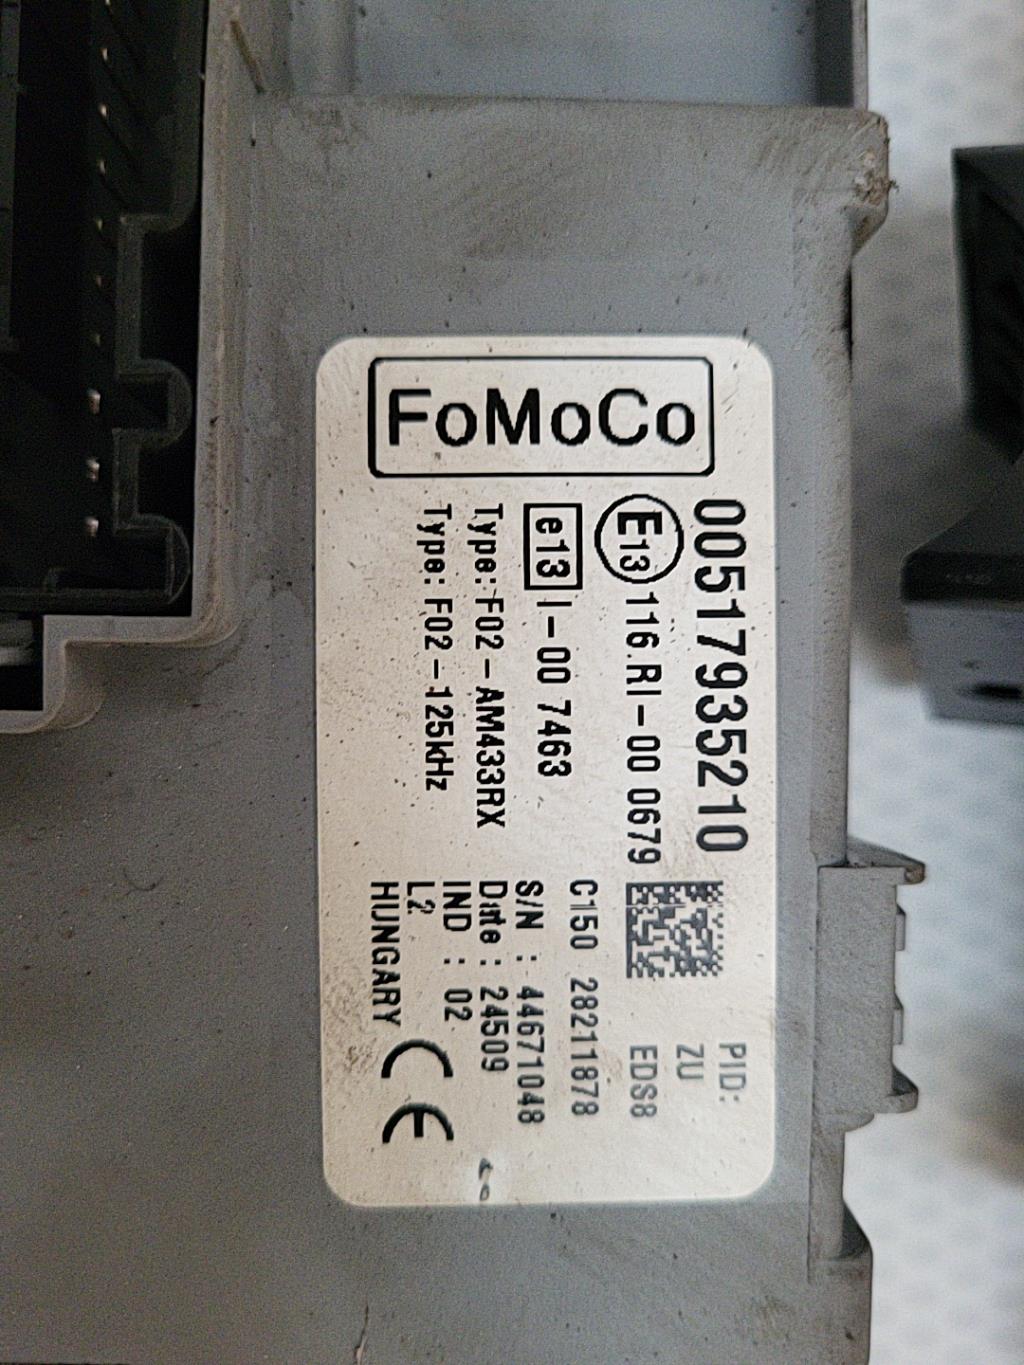 FoMoCo
00517935210
E13 116.RI-00 0679
e13 I-00 7463
Type: F02-AM433RX
Type: F02-125kHz
PID:
ZU
EDS8
C150 28211878
S/N : 44671048
Date : 24509
IND : 02
L2
HUNGARY
CE